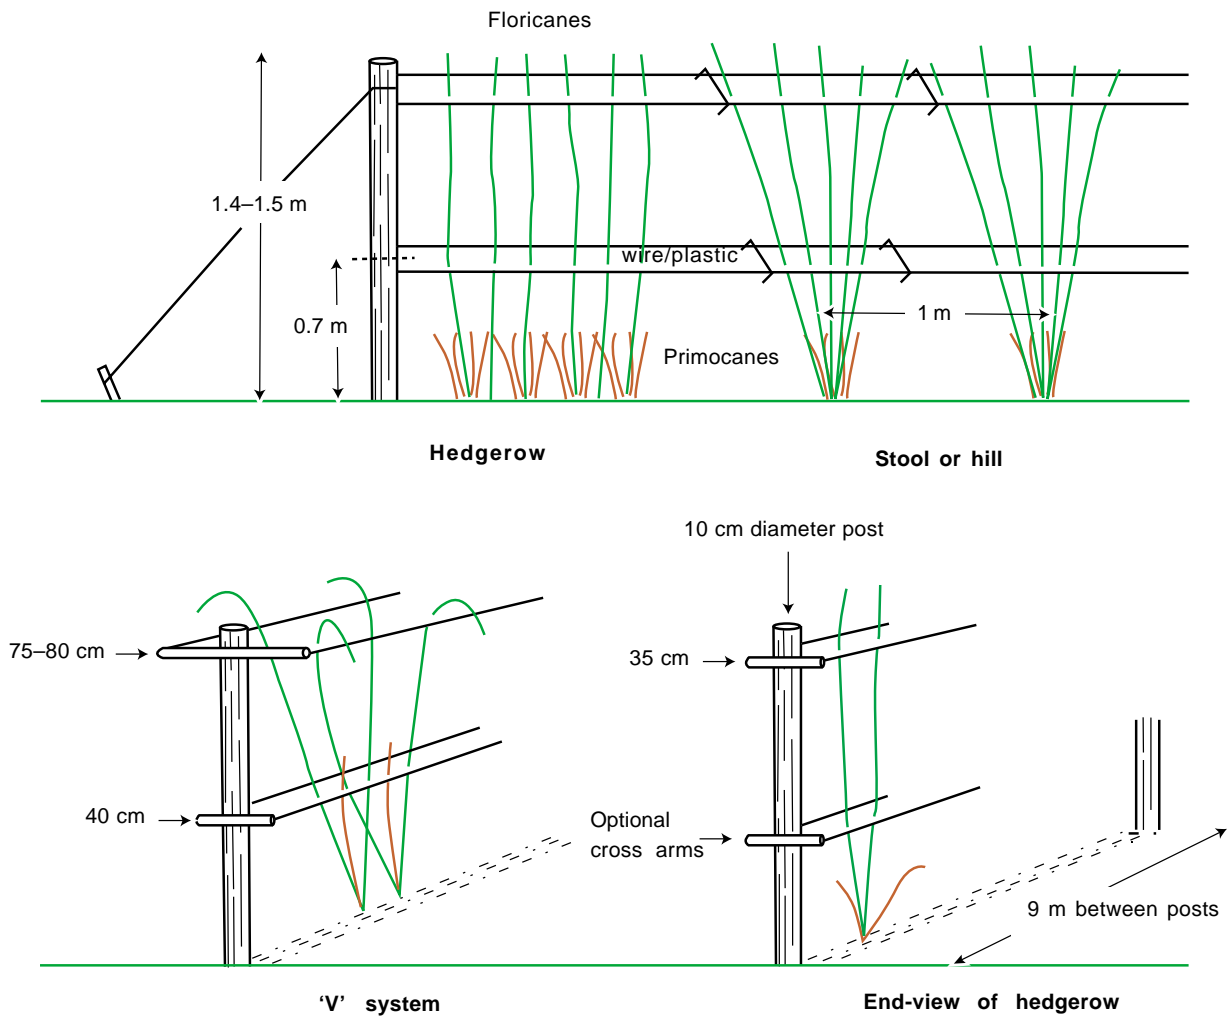 Floricanes
1.4–1.5 m
wire/plastic
0.7 m
1 m
Primocanes
Hedgerow
Stool or hill
10 cm diameter post
75–80 cm
35 cm
40 cm
Optional
cross arms
9 m between posts
‘V’ system
End-view of hedgerow